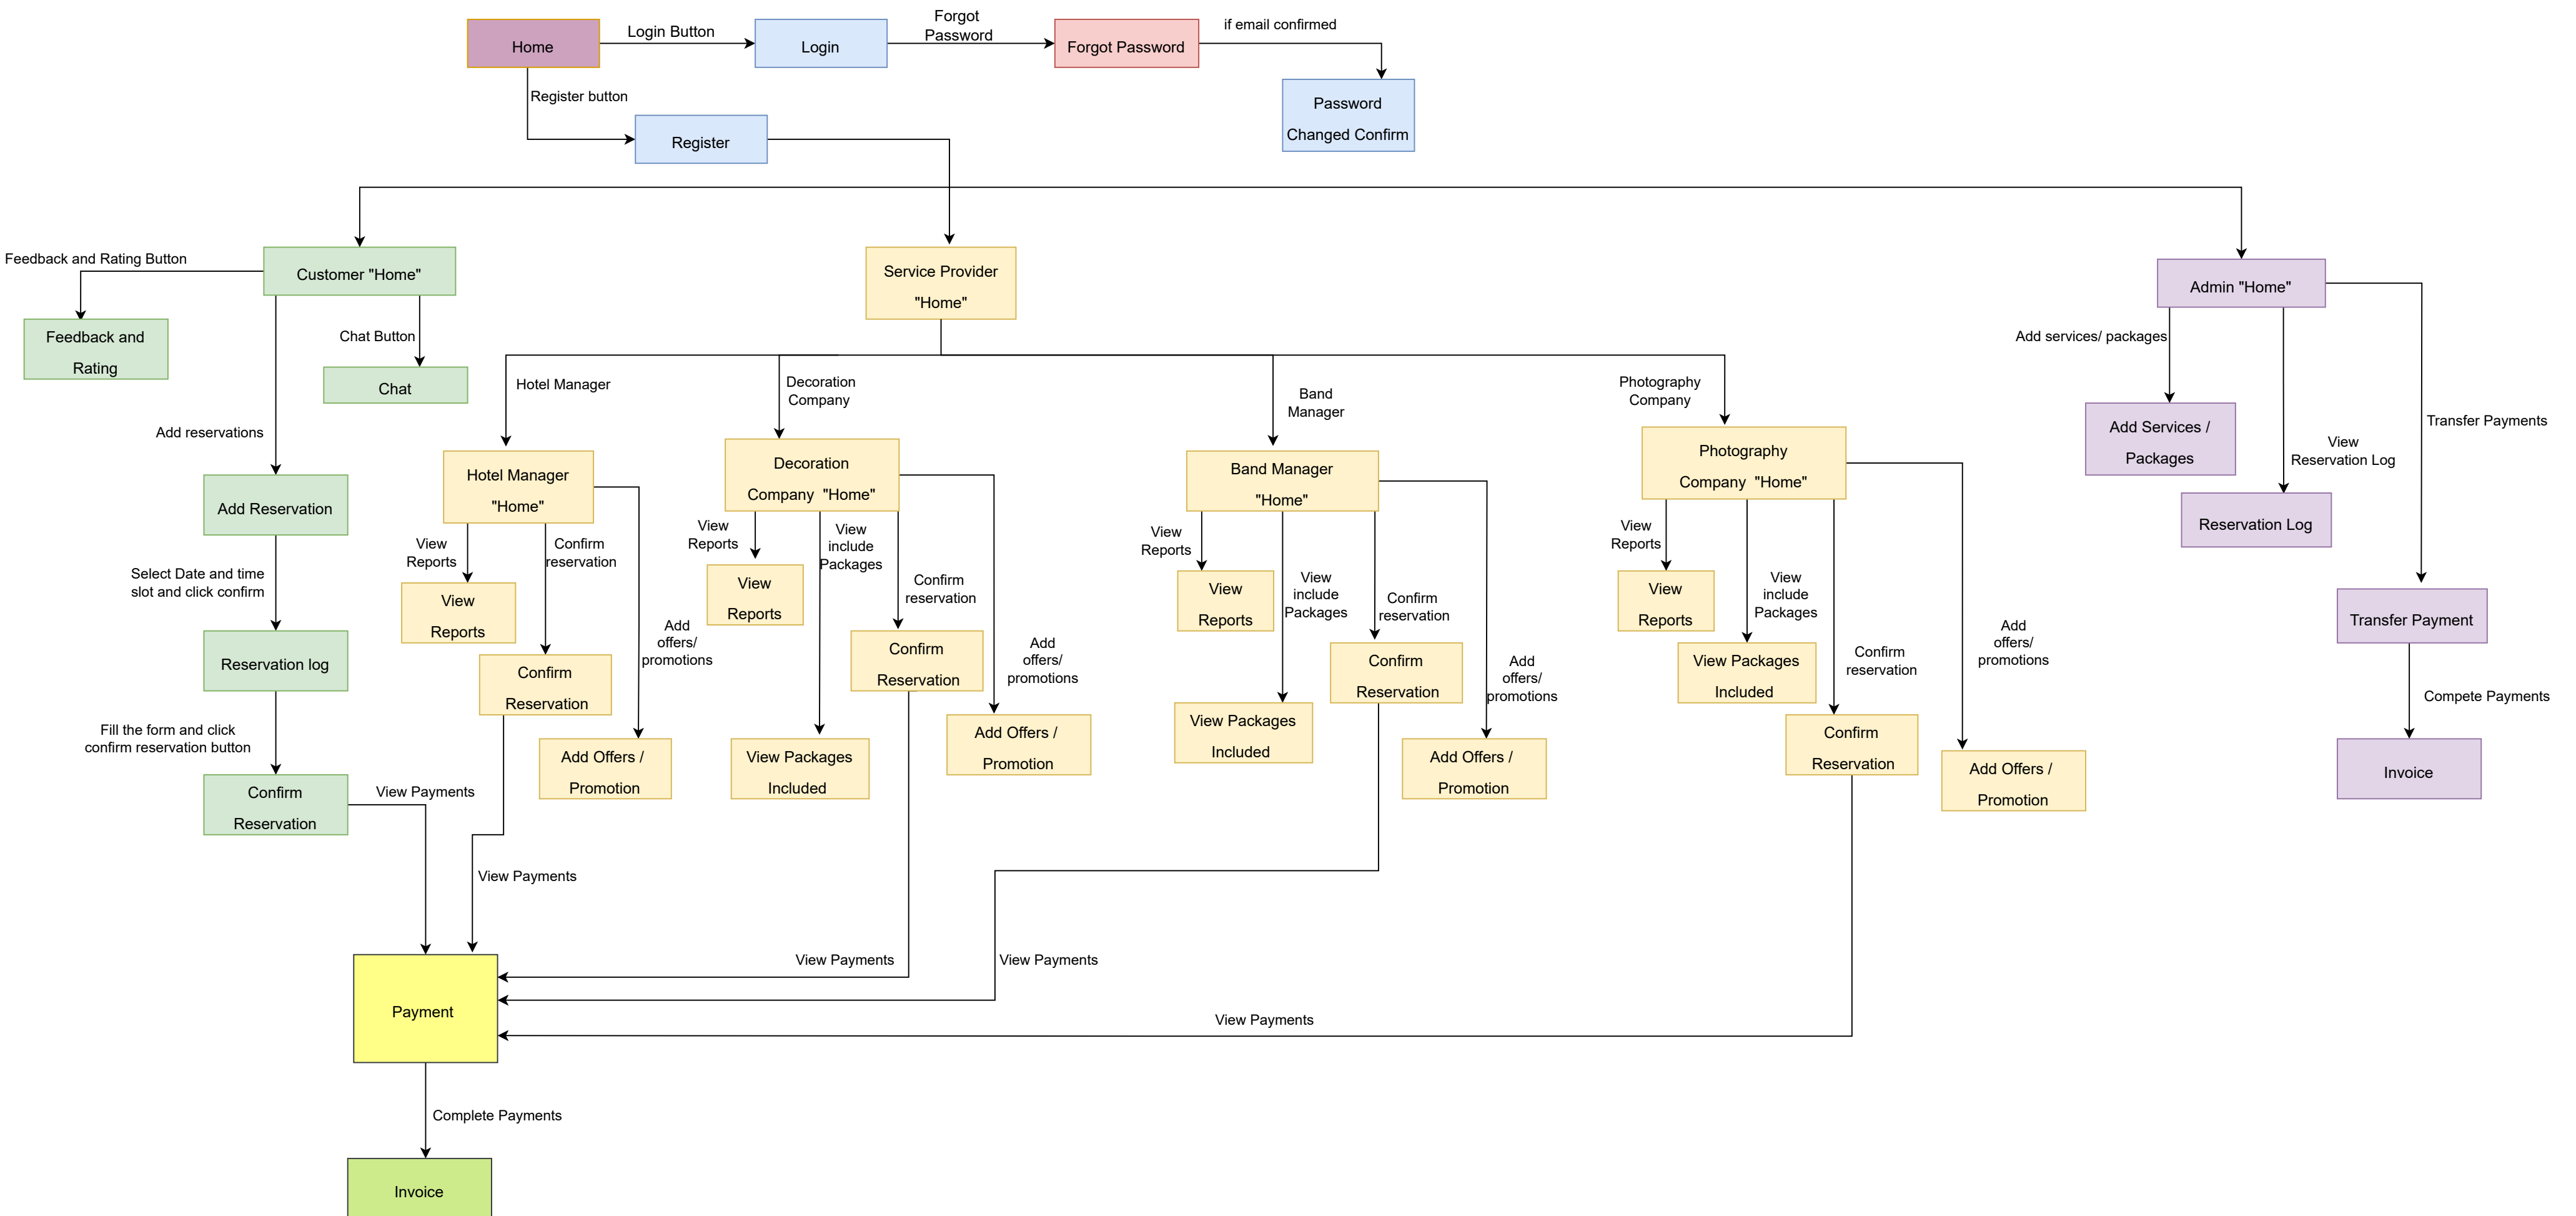 Home
Login Button
Login
Forgot
Password
Forgot Password
if email confirmed
Password
Changed Confirm
Register button
Register
Feedback and Rating Button
Customer "Home"
Service Provider
"Home"
Admin "Home"
Feedback and
Rating
Chat Button
Chat
Add reservations
Add Reservation
Select Date and time
slot and click confirm
Reservation log
Fill the form and click
confirm reservation button
Confirm
Reservation
View Payments
Hotel Manager
Hotel Manager
"Home"
View
Reports
View
Reports
Confirm
reservation
Confirm
Reservation
Add
offers/
promotions
Add Offers /
Promotion
View Payments
Decoration
Company
Decoration
Company "Home"
View
Reports
View
Reports
View
include
Packages
View Packages
Included
Confirm
reservation
Confirm
Reservation
Add
offers/
promotions
Add Offers /
Promotion
View Payments
Band
Manager
Band Manager
"Home"
View
Reports
View
Reports
View
include
Packages
View Packages
Included
Confirm
reservation
Confirm
Reservation
Add
offers/
promotions
Add Offers /
Promotion
View Payments
Photography
Company
Photography
Company "Home"
View
Reports
View
Reports
View
include
Packages
View Packages
Included
Confirm
reservation
Confirm
Reservation
Add
offers/
promotions
Add Offers /
Promotion
View Payments
Add services/ packages
Add Services /
Packages
View
Reservation Log
Reservation Log
Transfer Payments
Transfer Payment
Compete Payments
Invoice
Payment
Complete Payments
Invoice